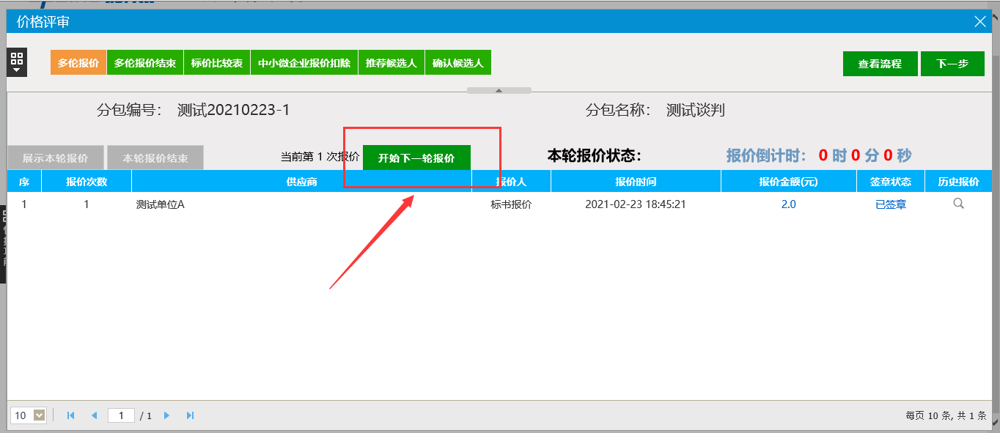 价格评审
多伦报价 多伦报价结束 标价比较表 中小微企业报价扣除 推荐候选人 确认候选人 查看流程 下一步
分包编号： 测试20210223-1 分包名称： 测试谈判
展示本轮报价 本轮报价结束 当前第 1 次报价 开始下一轮报价 本轮报价状态： 报价倒计时： 0 时 0 分 0 秒
序 报价次数 供应商 报价人 报价时间 报价金额(元) 签章状态 历史报价
1 1 测试单位A 标书报价 2021-02-23 18:45:21 2.0 已签章
10 1 / 1 每页 10 条, 共 1 条